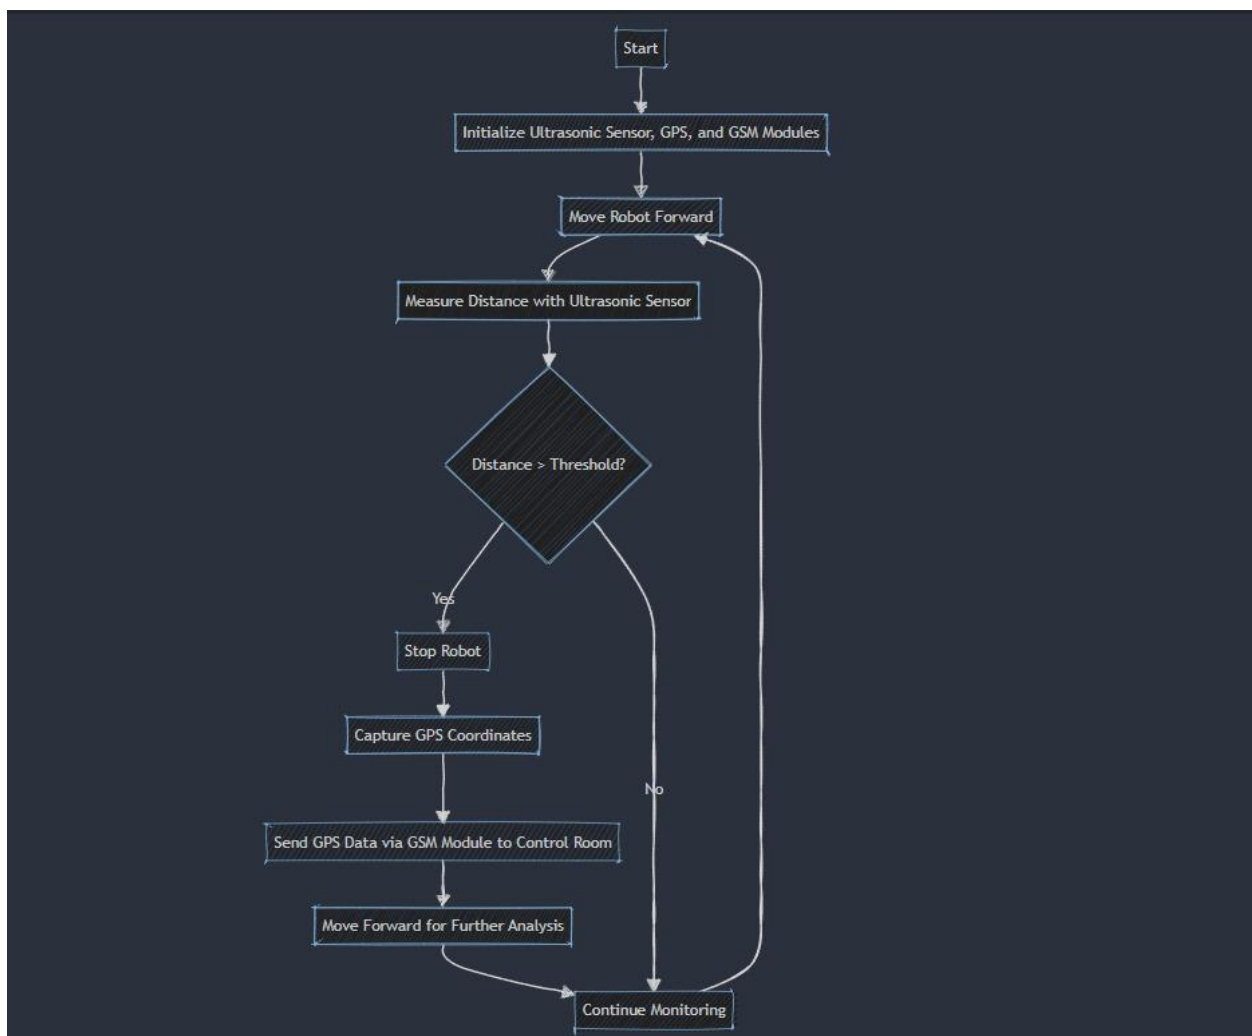 Start
Initialize Ultrasonic Sensor, GPS, and GSM Modules
Move Robot Forward
Measure Distance with Ultrasonic Sensor
Distance > Threshold?
Yes
Stop Robot
Capture GPS Coordinates
No
Send GPS Data via GSM Module to Control Room
Move Forward for Further Analysis
Continue Monitoring